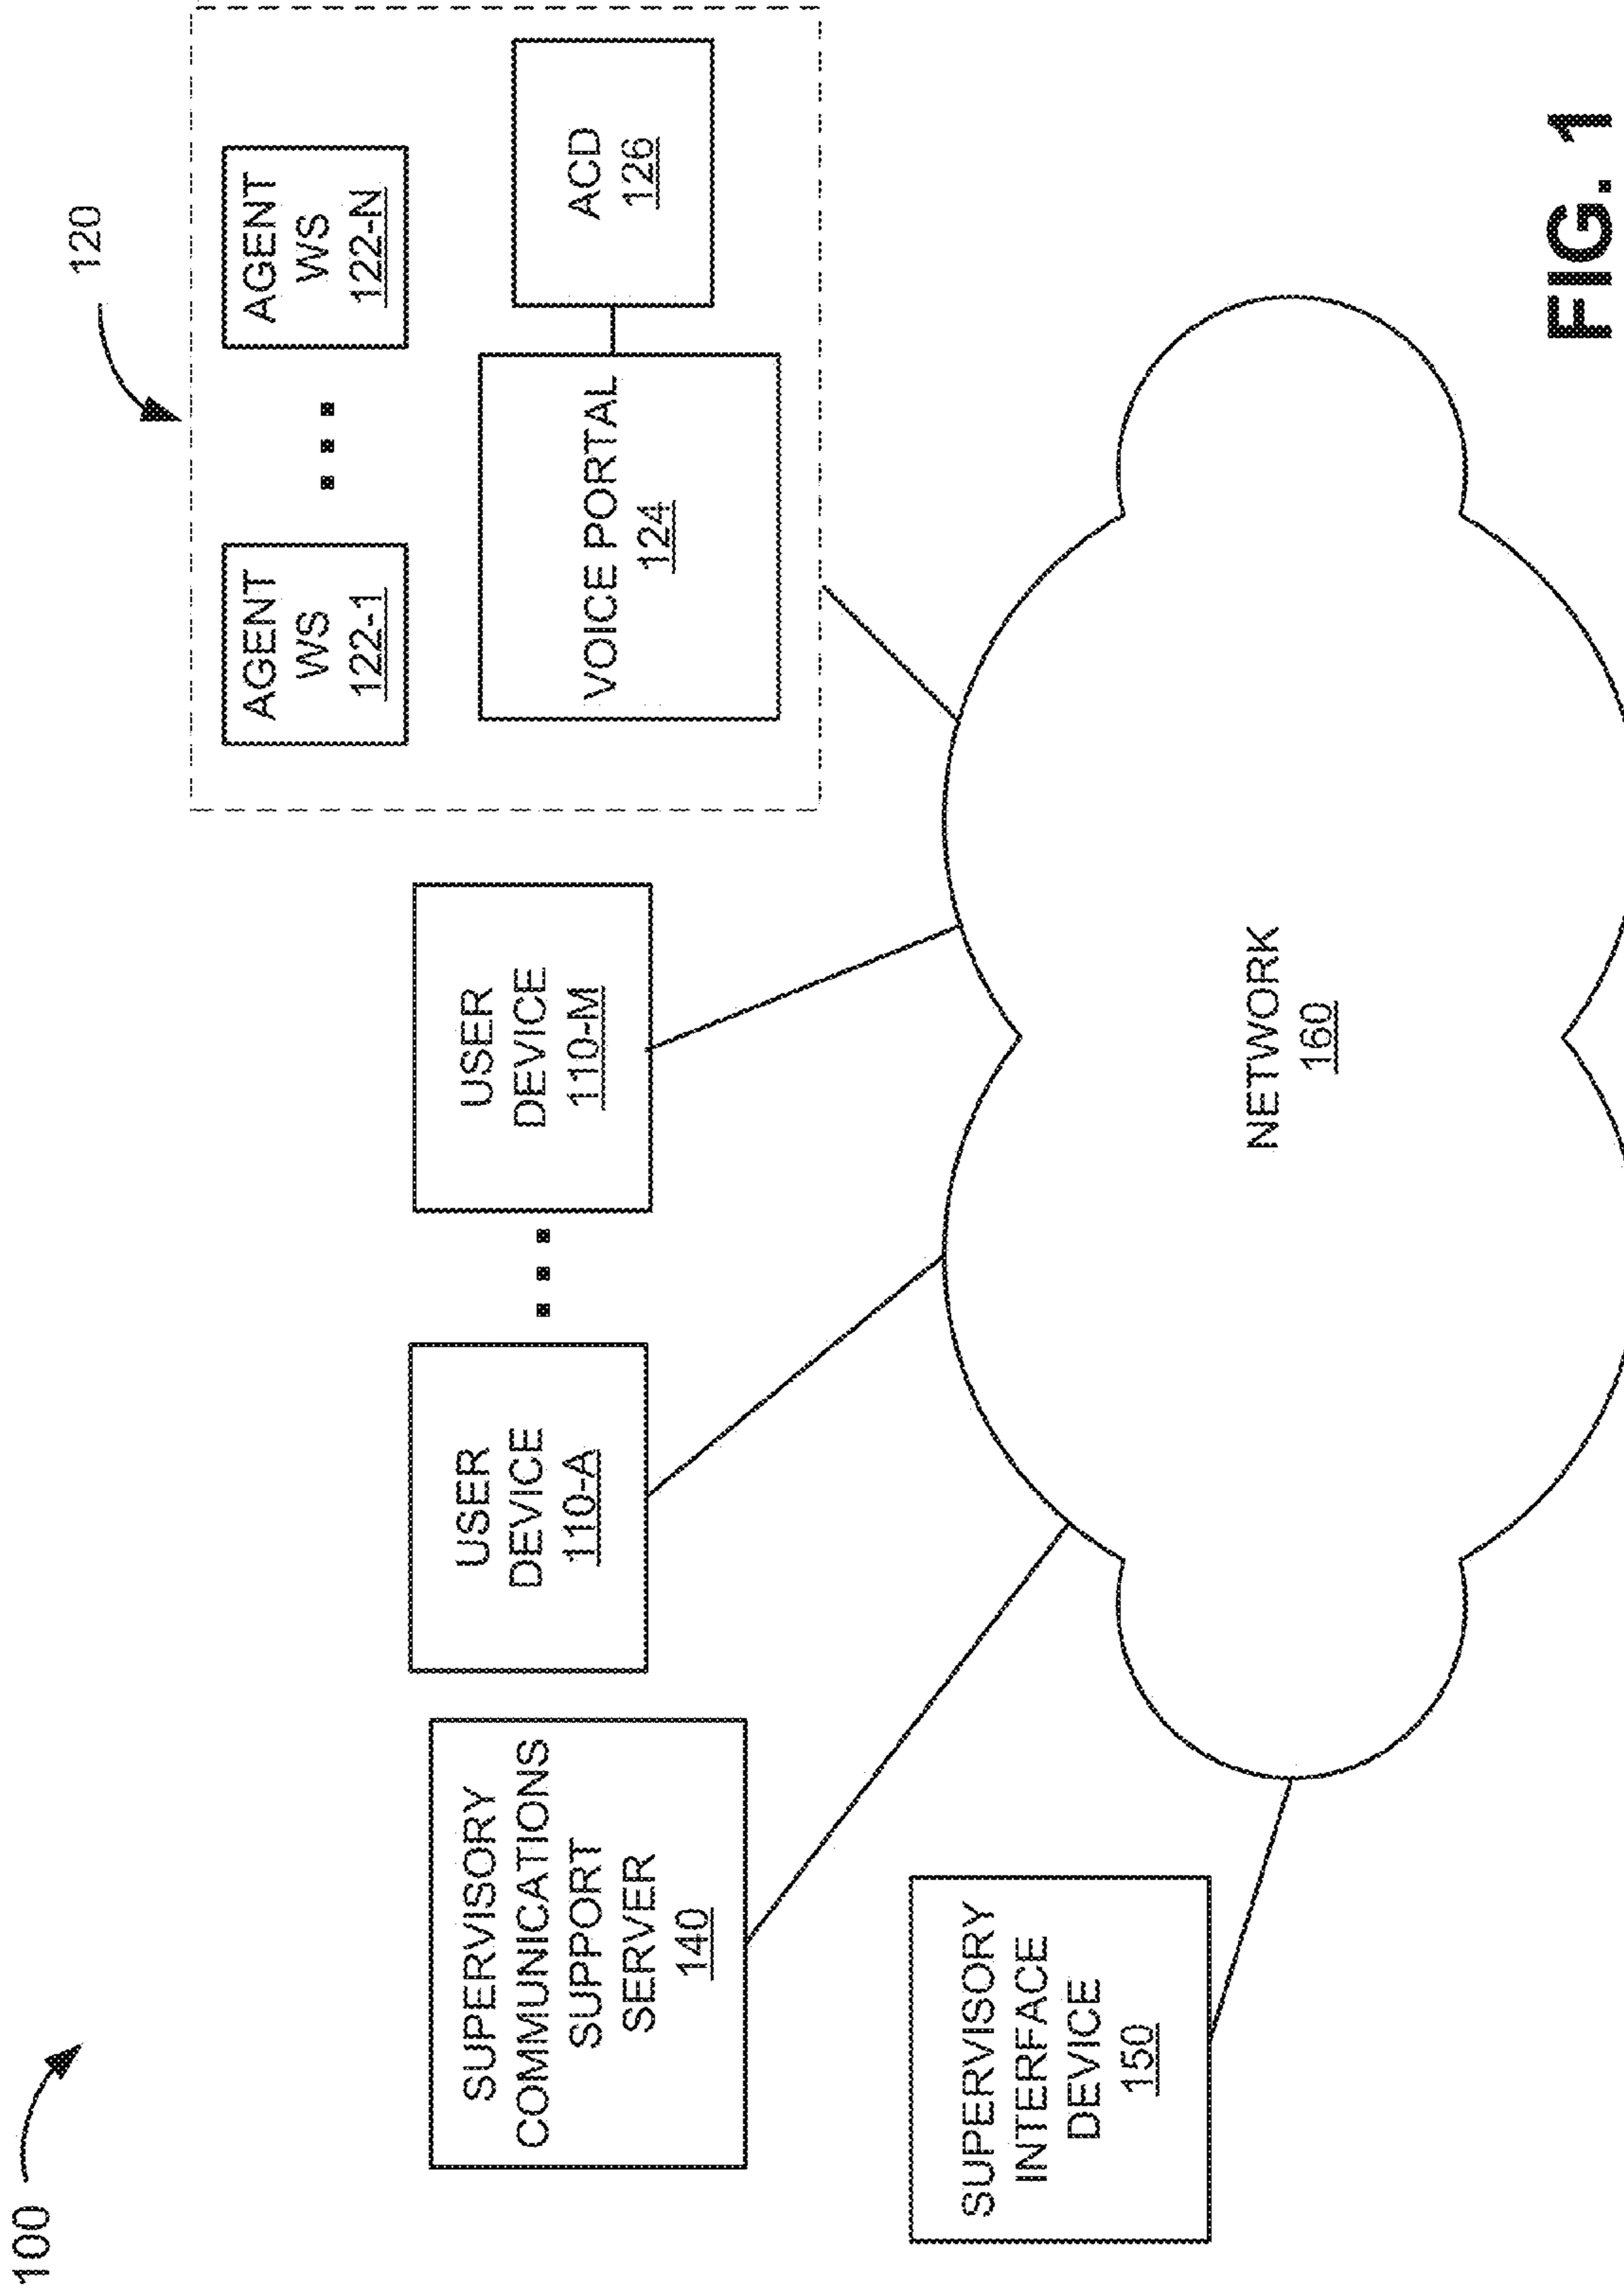 100
120
AGENT
WS
122-1
AGENT
WS
122-N
VOICE PORTAL
124
ACD
126
USER
DEVICE
110-A
USER
DEVICE
110-M
SUPERVISORY
COMMUNICATIONS
SUPPORT
SERVER
140
SUPERVISORY
INTERFACE
DEVICE
150
NETWORK
160
FIG. 1